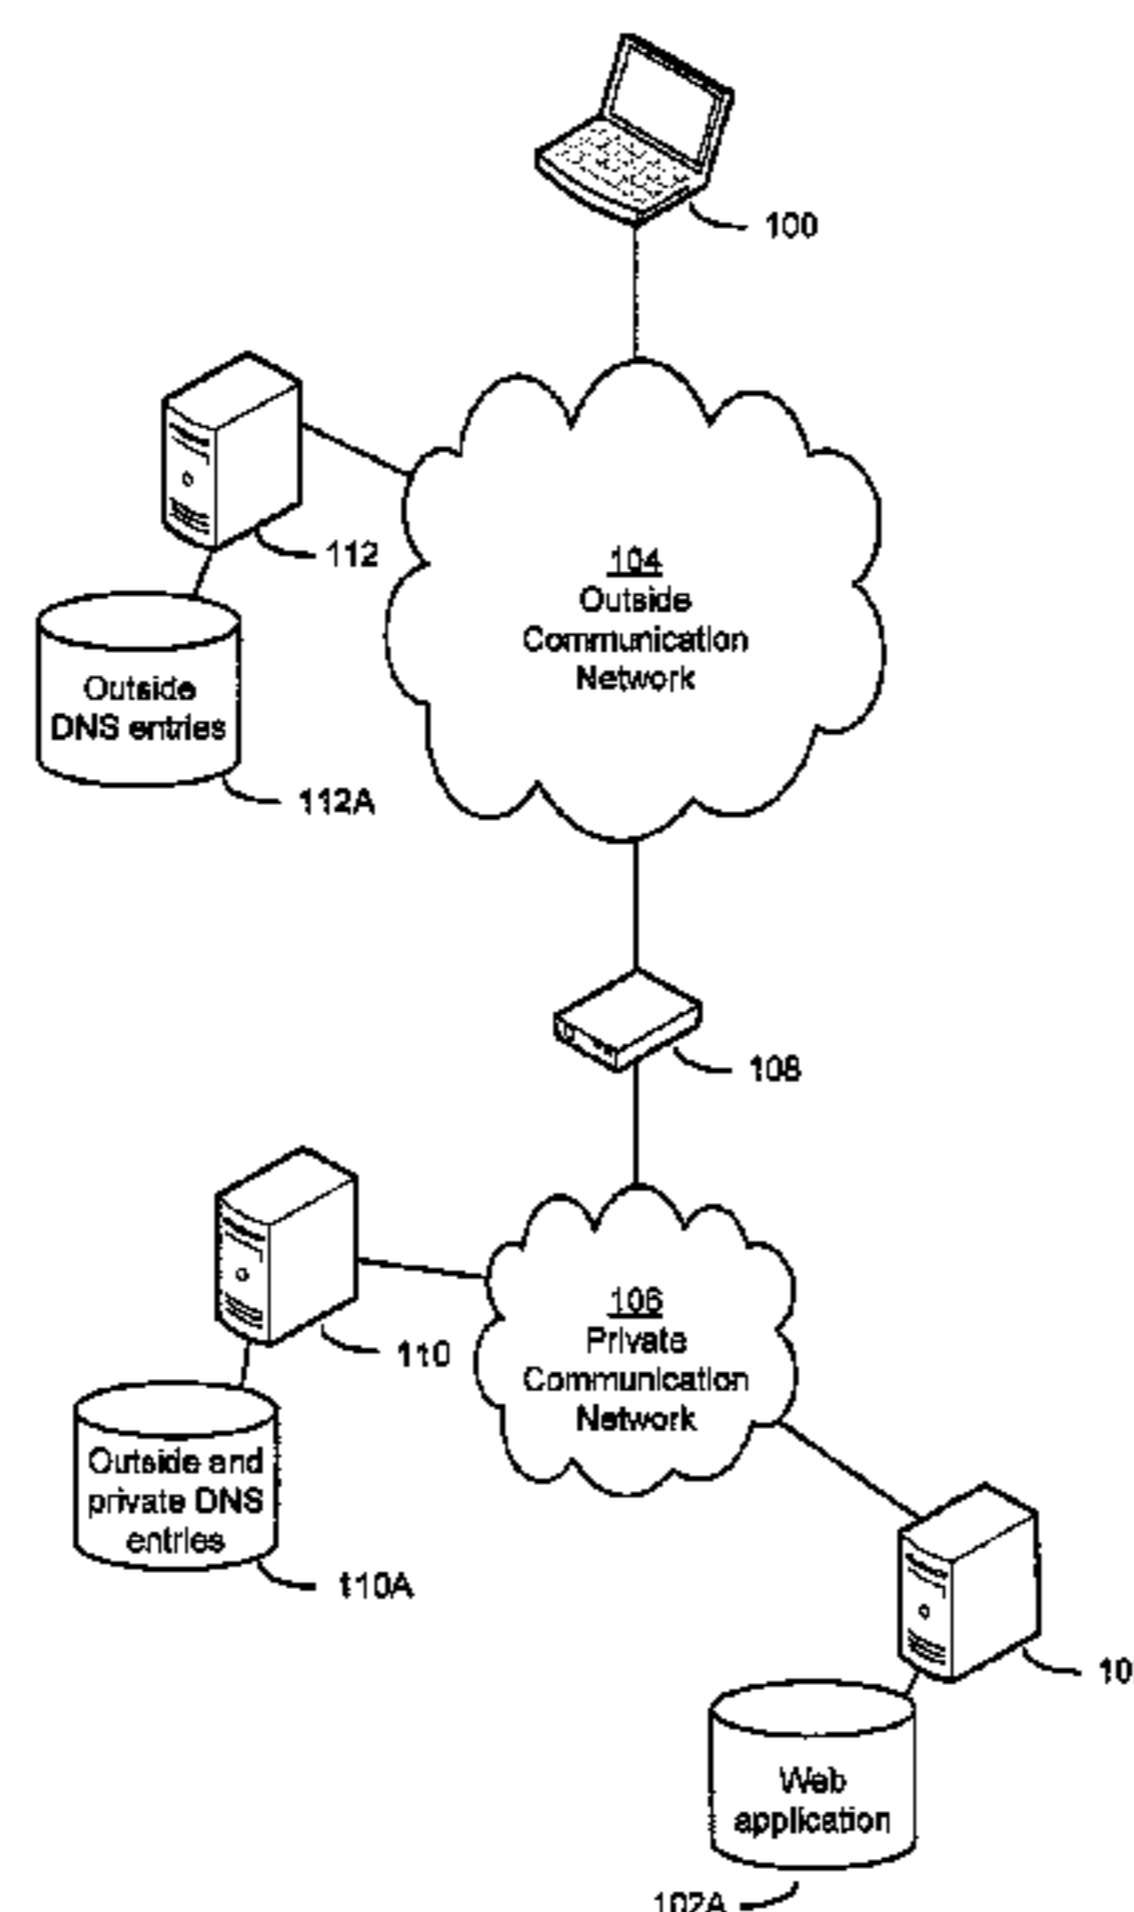 100
112
104
Outside
Communication
Network
Outside
DNS entries
112A
108
110
106
Private
Communication
Network
Outside and
private DNS
entries
110A
10
Web
application
102A